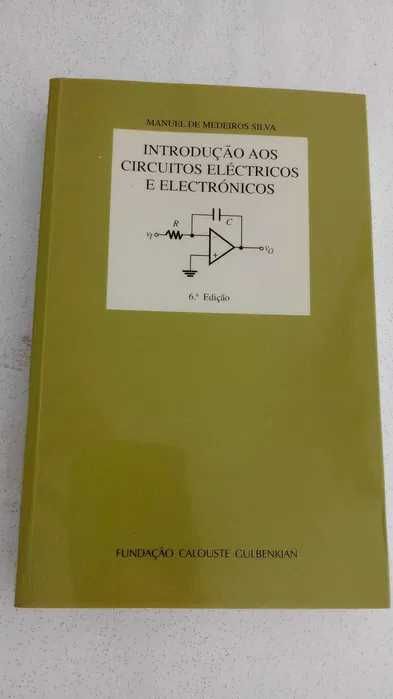 MANUEL DE MEDEIROS SILVA
INTRODUÇÃO AOS
CIRCUITOS ELÉCTRICOS
E ELECTRÓNICOS
C
R
vI
vO
+
6.ª Edição
FUNDAÇÃO CALOUSTE GULBENKIAN